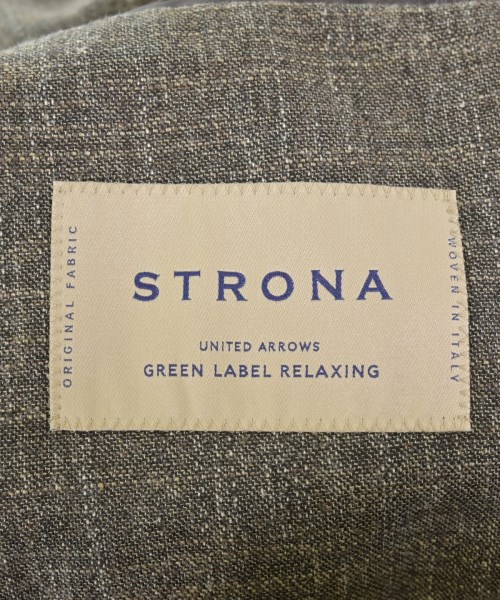 ORIGINAL FABRIC
STRONA
UNITED ARROWS
GREEN LABEL RELAXING
WOVEN IN ITALY